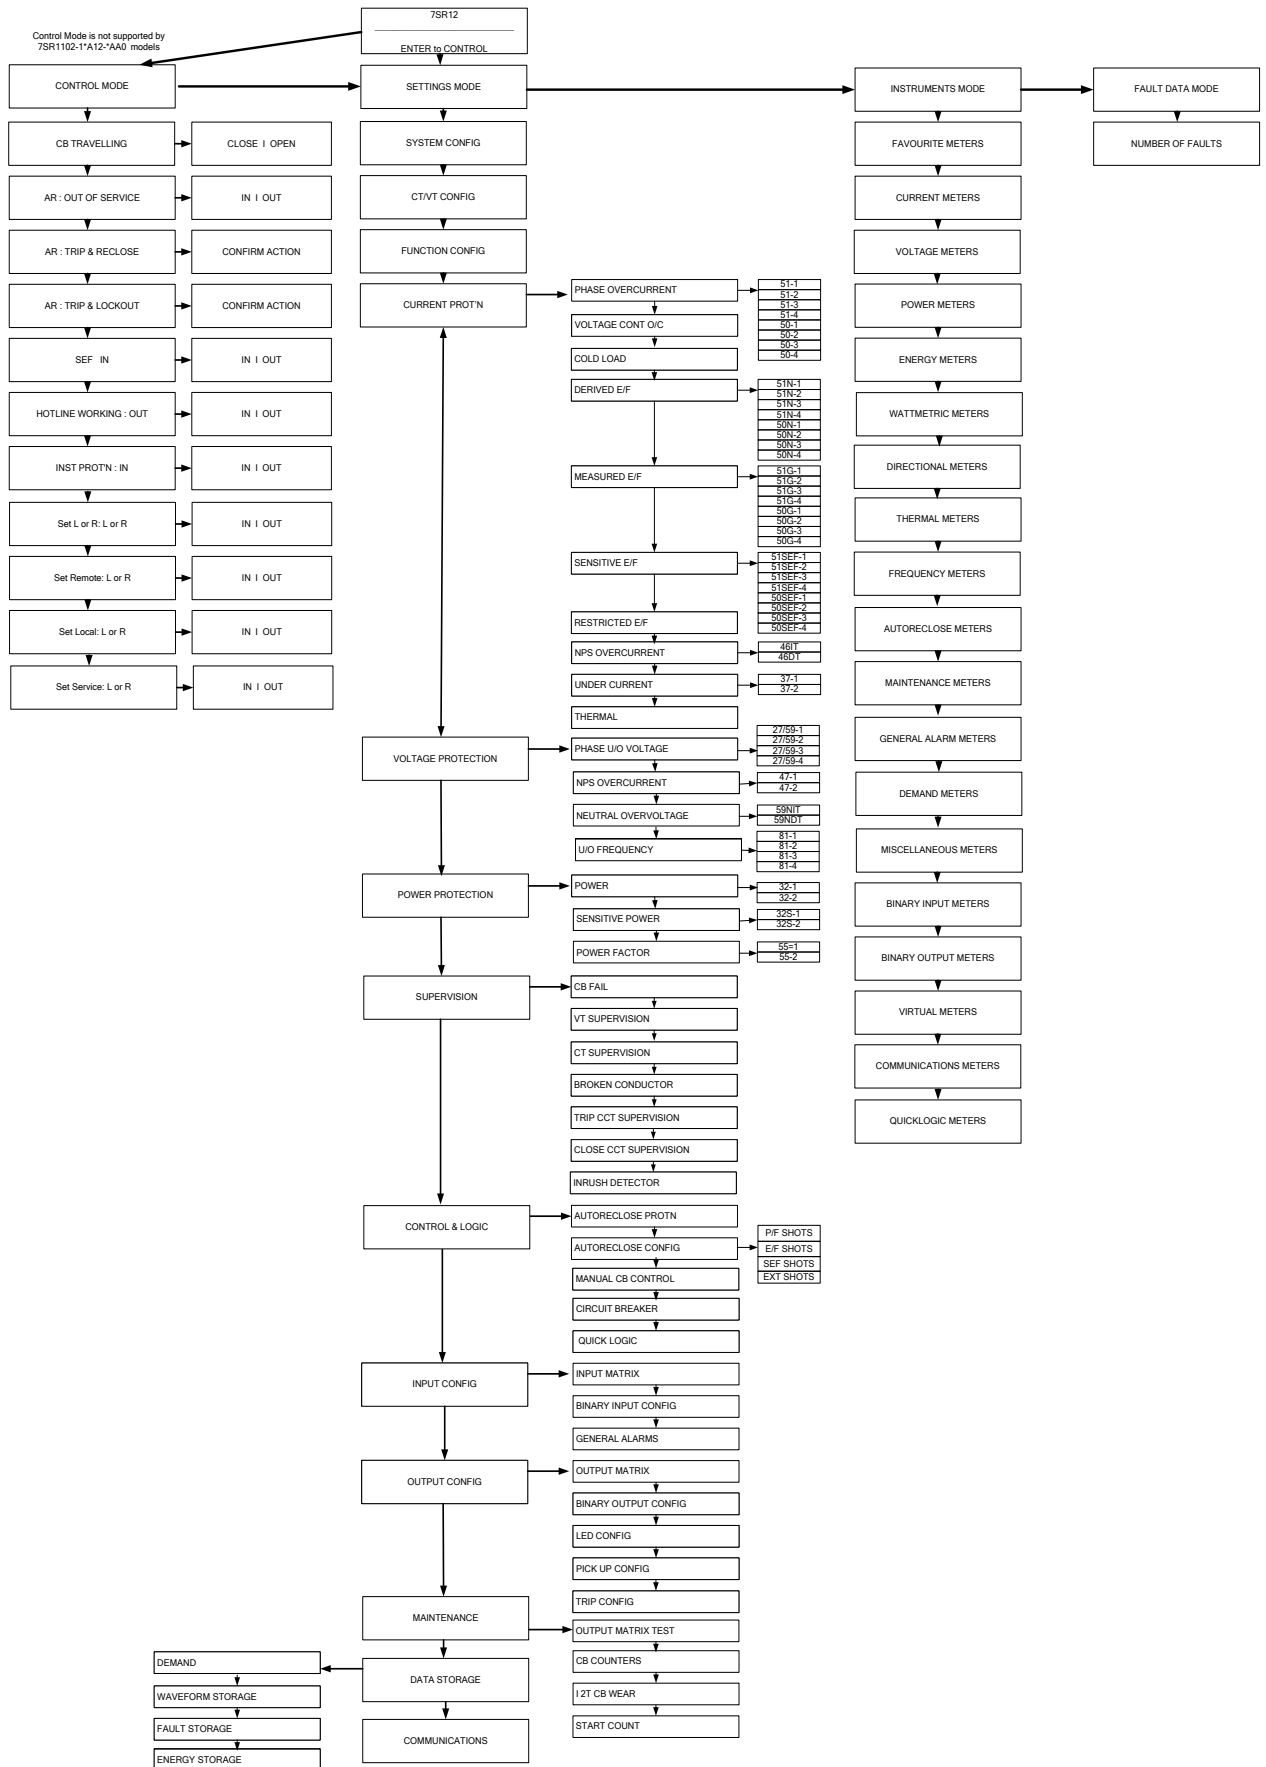 7SR12
ENTER to CONTROL
Control Mode is not supported by
7SR1102-1*A12-*AA0 models
CONTROL MODE
SETTINGS MODE
INSTRUMENTS MODE
FAULT DATA MODE
CB TRAVELLING
CLOSE I OPEN
AR : OUT OF SERVICE
IN I OUT
AR : TRIP & RECLOSE
CONFIRM ACTION
AR : TRIP & LOCKOUT
CONFIRM ACTION
SEF IN
IN I OUT
HOTLINE WORKING : OUT
IN I OUT
INST PROT'N : IN
IN I OUT
Set L or R: L or R
IN I OUT
Set Remote: L or R
IN I OUT
Set Local: L or R
IN I OUT
Set Service: L or R
IN I OUT
SYSTEM CONFIG
CT/VT CONFIG
FUNCTION CONFIG
CURRENT PROT'N
PHASE OVERCURRENT
51-1
51-2
51-3
51-4
50-1
50-2
50-3
50-4
VOLTAGE CONT O/C
COLD LOAD
DERIVED E/F
51N-1
51N-2
51N-3
51N-4
50N-1
50N-2
50N-3
50N-4
MEASURED E/F
51G-1
51G-2
51G-3
51G-4
50G-1
50G-2
50G-3
50G-4
SENSITIVE E/F
51SEF-1
51SEF-2
51SEF-3
51SEF-4
50SEF-1
50SEF-2
50SEF-3
50SEF-4
RESTRICTED E/F
NPS OVERCURRENT
46IT
46DT
UNDER CURRENT
37-1
37-2
THERMAL
VOLTAGE PROTECTION
PHASE U/O VOLTAGE
27/59-1
27/59-2
27/59-3
27/59-4
NPS OVERCURRENT
47-1
47-2
NEUTRAL OVERVOLTAGE
59NIT
59NDT
U/O FREQUENCY
81-1
81-2
81-3
81-4
POWER PROTECTION
POWER
32-1
32-2
SENSITIVE POWER
32S-1
32S-2
POWER FACTOR
55=1
55-2
SUPERVISION
CB FAIL
VT SUPERVISION
CT SUPERVISION
BROKEN CONDUCTOR
TRIP CCT SUPERVISION
CLOSE CCT SUPERVISION
INRUSH DETECTOR
CONTROL & LOGIC
AUTORECLOSE PROTN
AUTORECLOSE CONFIG
P/F SHOTS
E/F SHOTS
SEF SHOTS
EXT SHOTS
MANUAL CB CONTROL
CIRCUIT BREAKER
QUICK LOGIC
INPUT CONFIG
INPUT MATRIX
BINARY INPUT CONFIG
GENERAL ALARMS
OUTPUT CONFIG
OUTPUT MATRIX
BINARY OUTPUT CONFIG
LED CONFIG
PICK UP CONFIG
TRIP CONFIG
MAINTENANCE
OUTPUT MATRIX TEST
CB COUNTERS
I 2T CB WEAR
START COUNT
DATA STORAGE
DEMAND
WAVEFORM STORAGE
FAULT STORAGE
ENERGY STORAGE
COMMUNICATIONS
FAVOURITE METERS
CURRENT METERS
VOLTAGE METERS
POWER METERS
ENERGY METERS
WATTMETRIC METERS
DIRECTIONAL METERS
THERMAL METERS
FREQUENCY METERS
AUTORECLOSE METERS
MAINTENANCE METERS
GENERAL ALARM METERS
DEMAND METERS
MISCELLANEOUS METERS
BINARY INPUT METERS
BINARY OUTPUT METERS
VIRTUAL METERS
COMMUNICATIONS METERS
QUICKLOGIC METERS
NUMBER OF FAULTS